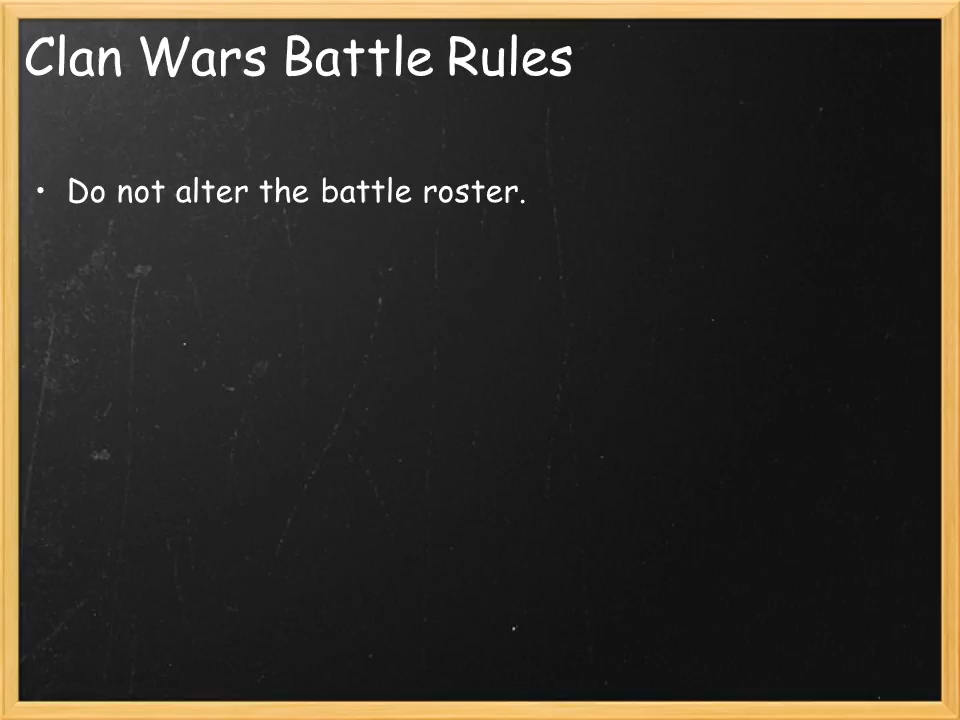 Clan Wars Battle Rules
• Do not alter the battle roster.